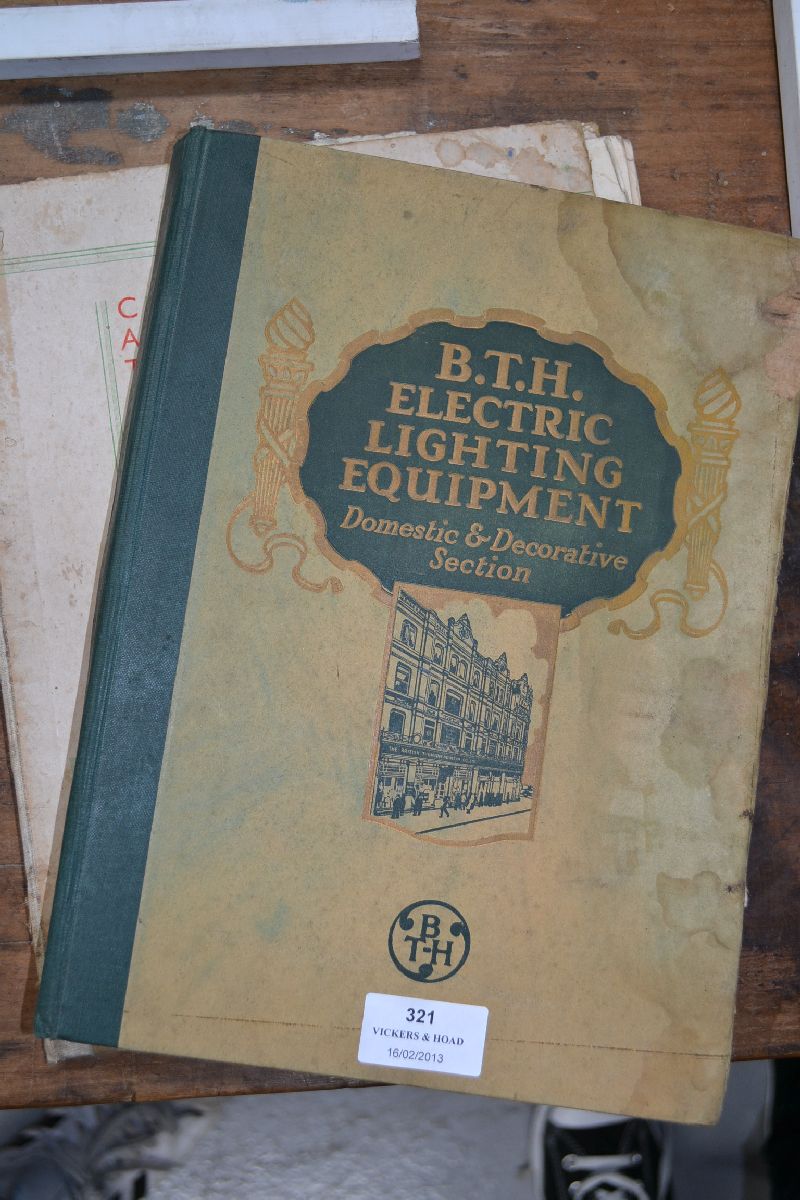 B.T.H.
ELECTRIC
LIGHTING
EQUIPMENT
Domestic & Decorative
Section
B
T-H
321
VICKERS & HOAD
16/02/2013
C
A
T